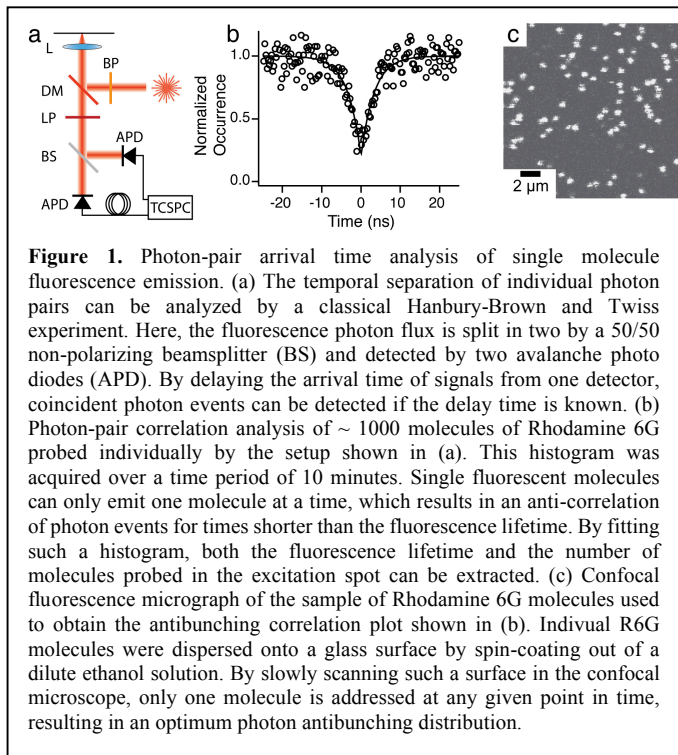 a
L
BP
DM
LP
APD
BS
APD
TCSPC
b
Normalized
Occurrence
1.0
0.5
0.0
-20
-10
0
10
20
Time (ns)
c
2 µm
Figure 1. Photon-pair arrival time analysis of single molecule
fluorescence emission. (a) The temporal separation of individual photon
pairs can be analyzed by a classical Hanbury-Brown and Twiss
experiment. Here, the fluorescence photon flux is split in two by a 50/50
non-polarizing beamsplitter (BS) and detected by two avalanche photo
diodes (APD). By delaying the arrival time of signals from one detector,
coincident photon events can be detected if the delay time is known. (b)
Photon-pair correlation analysis of ~ 1000 molecules of Rhodamine 6G
probed individually by the setup shown in (a). This histogram was
acquired over a time period of 10 minutes. Single fluorescent molecules
can only emit one molecule at a time, which results in an anti-correlation
of photon events for times shorter than the fluorescence lifetime. By fitting
such a histogram, both the fluorescence lifetime and the number of
molecules probed in the excitation spot can be extracted. (c) Confocal
fluorescence micrograph of the sample of Rhodamine 6G molecules used
to obtain the antibunching correlation plot shown in (b). Indivual R6G
molecules were dispersed onto a glass surface by spin-coating out of a
dilute ethanol solution. By slowly scanning such a surface in the confocal
microscope, only one molecule is addressed at any given point in time,
resulting in an optimum photon antibunching distribution.